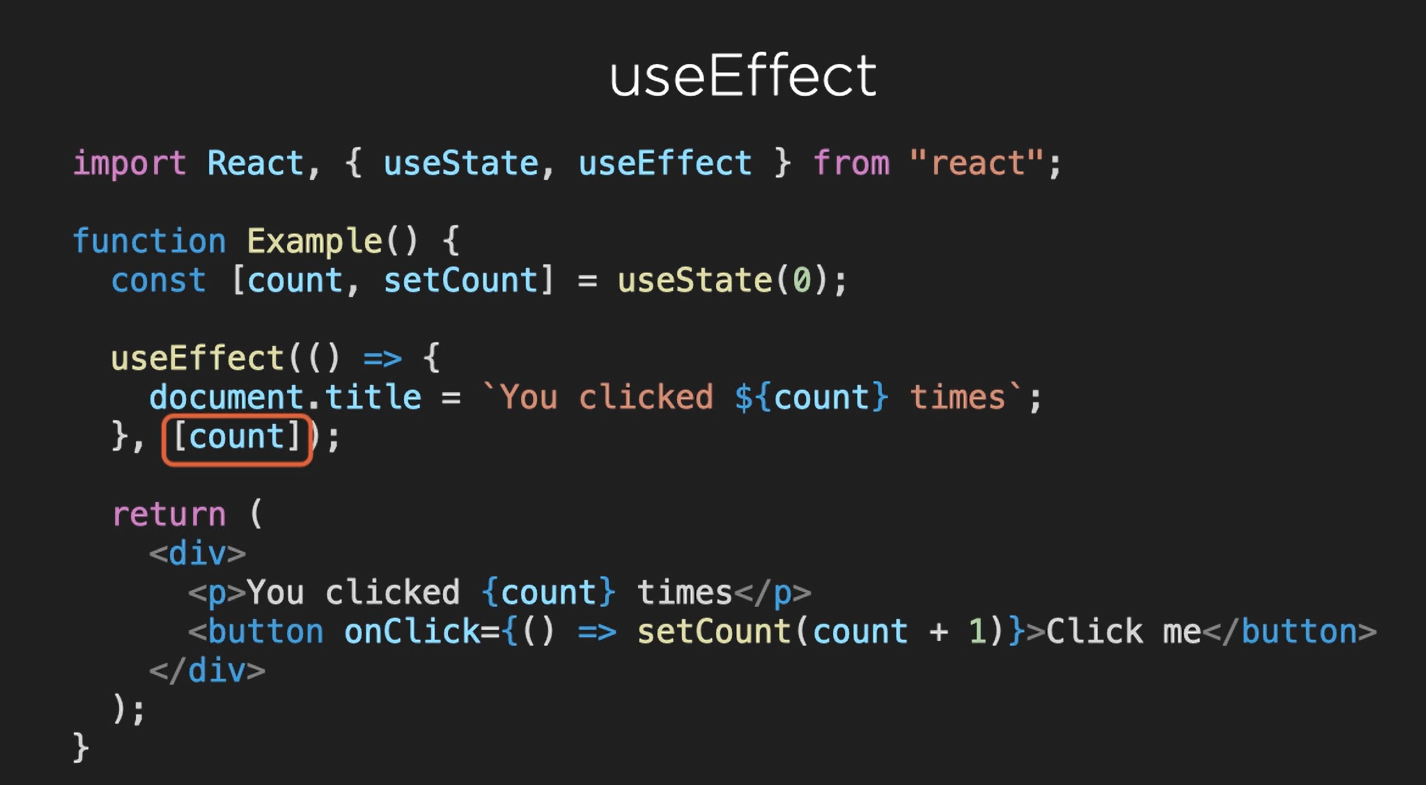 useEffect
import React, { useState, useEffect } from "react";
function Example() {
  const [count, setCount] = useState(0);
  useEffect(() => {
    document.title = `You clicked ${count} times`;
  }, [count]);
  return (
    <div>
      <p>You clicked {count} times</p>
      <button onClick={() => setCount(count + 1)}>Click me</button>
    </div>
  );
}